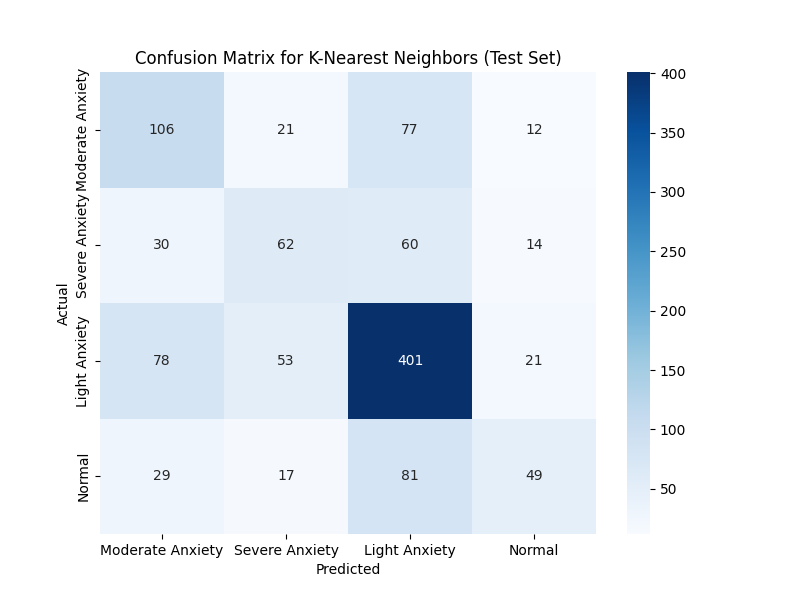 Confusion Matrix for K-Nearest Neighbors (Test Set)
Actual
Moderate Anxiety
Severe Anxiety
Light Anxiety
Normal
106 21 77 12
30 62 60 14
78 53 401 21
29 17 81 49
Moderate Anxiety Severe Anxiety Light Anxiety Normal
Predicted
400
350
300
250
200
150
100
50